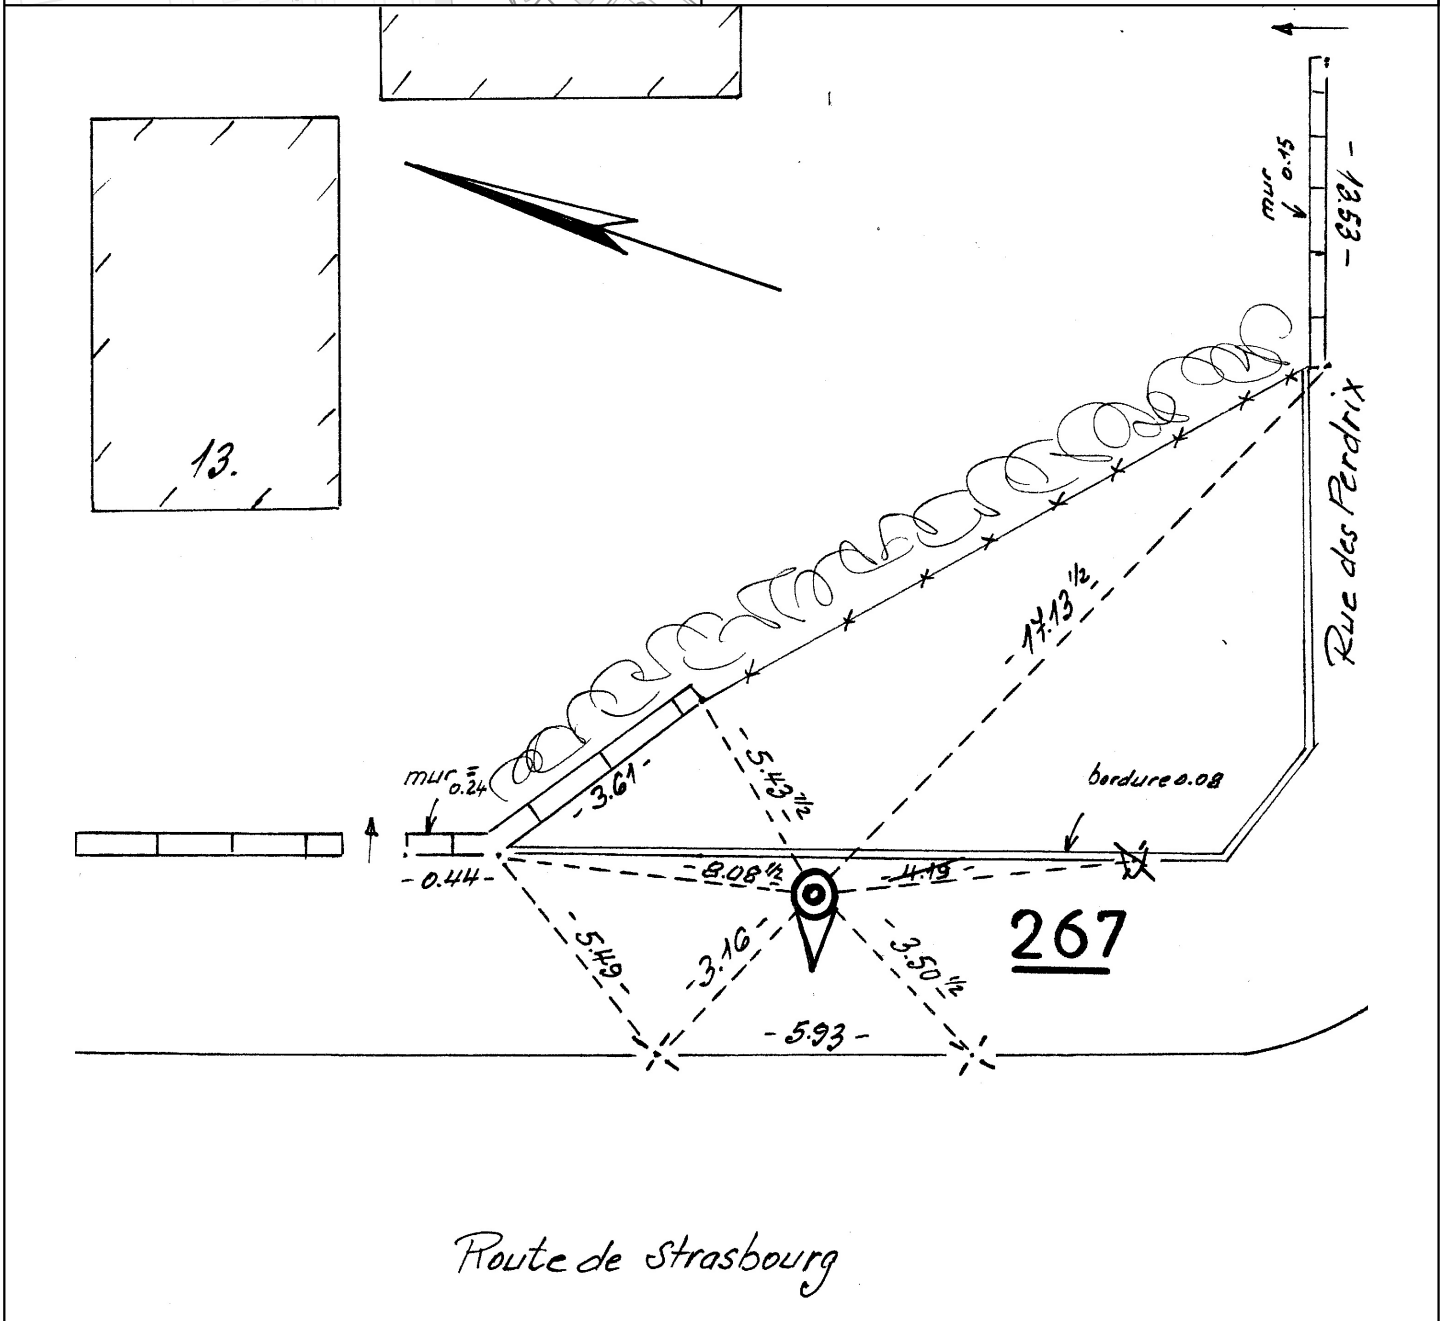 mur
0.15
- 13.53 -
13.
Rue des Perdrix
- 17.13 1/2 -
mur =
0.24
- 3.61 -
- 5.43 1/2
bordure 0.08
- 0.44 -
- 8.08 1/2
- 4.19 -
267
- 5.49 -
- 3.16 -
- 3.50 1/2 -
- 5.93 -
Route de Strasbourg